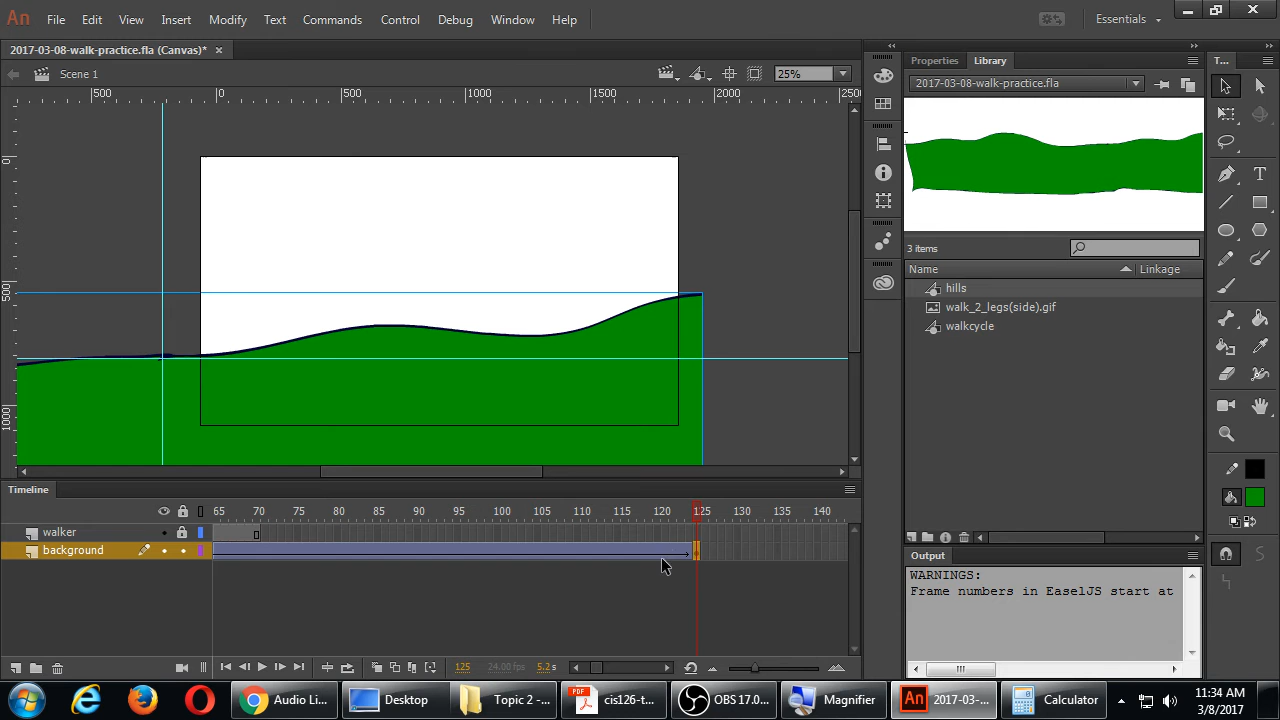 An File Edit View Insert Modify Text Commands Control Debug Window Help Essentials
2017-03-08-walk-practice.fla (Canvas)* ×
Scene 1 25%
500 0 500 1000 1500 2000 2500
0
500
1000
Properties Library
2017-03-08-walk-practice.fla
3 items
Name Linkage
hills
walk_2_legs(side).gif
walkcycle
T...
T
Timeline
65 70 75 80 85 90 95 100 105 110 115 120 125 130 135 140
walker
background
125 24.00 fps 5.2 s
Output
WARNINGS:
Frame numbers in EaselJS start at
Audio Li...
Desktop
Topic 2 -...
cis126-t...
OBS 17.0...
Magnifier
An 2017-03-...
Calculator
11:34 AM
3/8/2017